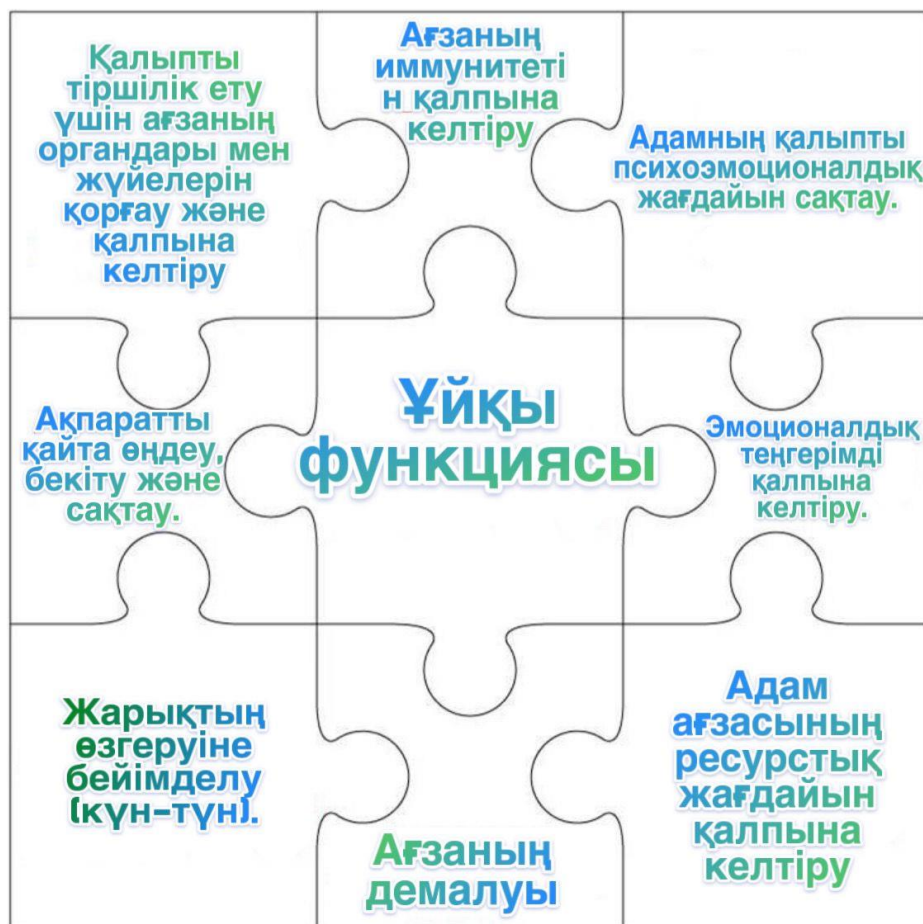 Қалыпты
тіршілік ету
үшін ағзаның
органдары мен
жүйелерін
қорғау және
қалпына
келтіру
Ағзаның
иммунитеті
н қалпына
келтіру
Адамның қалыпты
психоэмоционалдық
жағдайын сақтау.
Ақпаратты
қайта өңдеу,
бекіту және
сақтау.
Ұйқы
функциясы
Эмоционалдық
теңгерімді
қалпына
келтіру.
Жарықтың
өзгеруіне
бейімделу
(күн-түн).
Ағзаның
демалуы
Адам
ағзасының
ресурстық
жағдайын
қалпына
келтіру